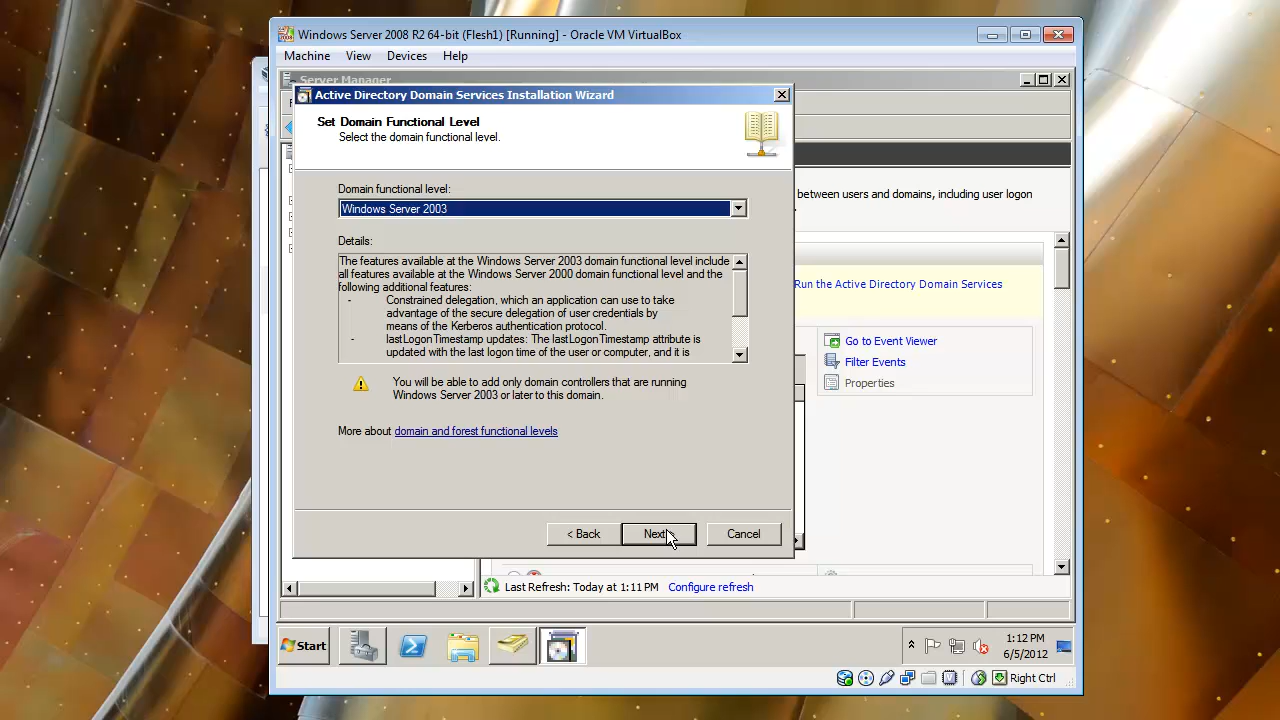 Windows Server 2008 R2 64-bit (Flesh1) [Running] - Oracle VM VirtualBox
Machine View Devices Help
Server Manager
Active Directory Domain Services Installation Wizard
Set Domain Functional Level
Select the domain functional level.
Domain functional level:
Windows Server 2003
between users and domains, including user logon
Details:
The features available at the Windows Server 2003 domain functional level include
all features available at the Windows Server 2000 domain functional level and the
following additional features:
- Constrained delegation, which an application can use to take
advantage of the secure delegation of user credentials by
means of the Kerberos authentication protocol.
- lastLogonTimestamp updates: The lastLogonTimestamp attribute is
updated with the last logon time of the user or computer, and it is
Run the Active Directory Domain Services
Go to Event Viewer
Filter Events
Properties
You will be able to add only domain controllers that are running
Windows Server 2003 or later to this domain.
More about domain and forest functional levels
< Back Next Cancel
Last Refresh: Today at 1:11 PM Configure refresh
Start
1:12 PM
6/5/2012
Right Ctrl